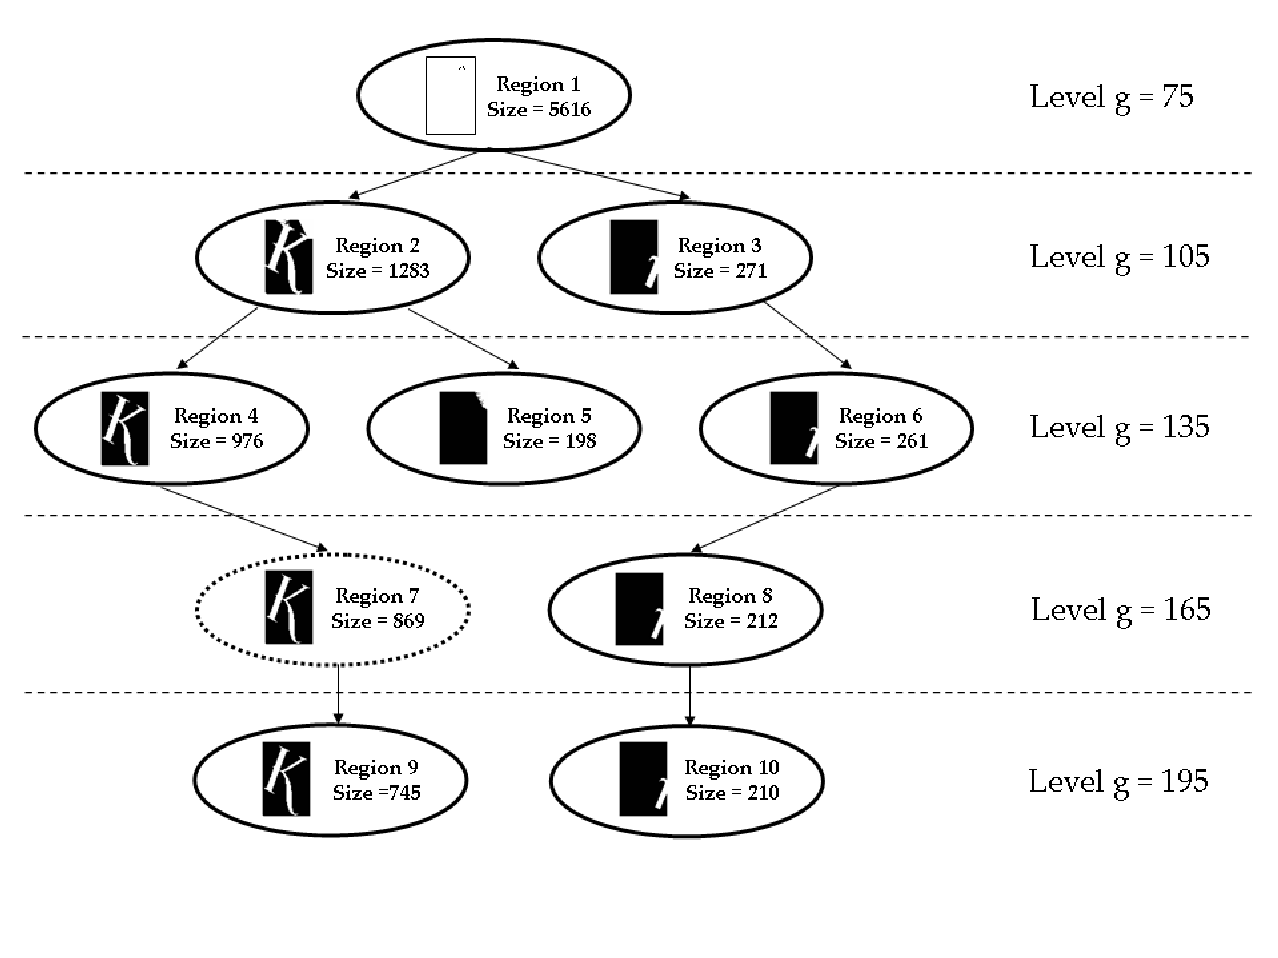 Region 1
Size = 5616
Level g = 75
Region 2
Size = 1283
Region 3
Size = 271
Level g = 105
Region 4
Size = 976
Region 5
Size = 198
Region 6
Size = 261
Level g = 135
Region 7
Size = 869
Region 8
Size = 212
Level g = 165
Region 9
Size =745
Region 10
Size = 210
Level g = 195